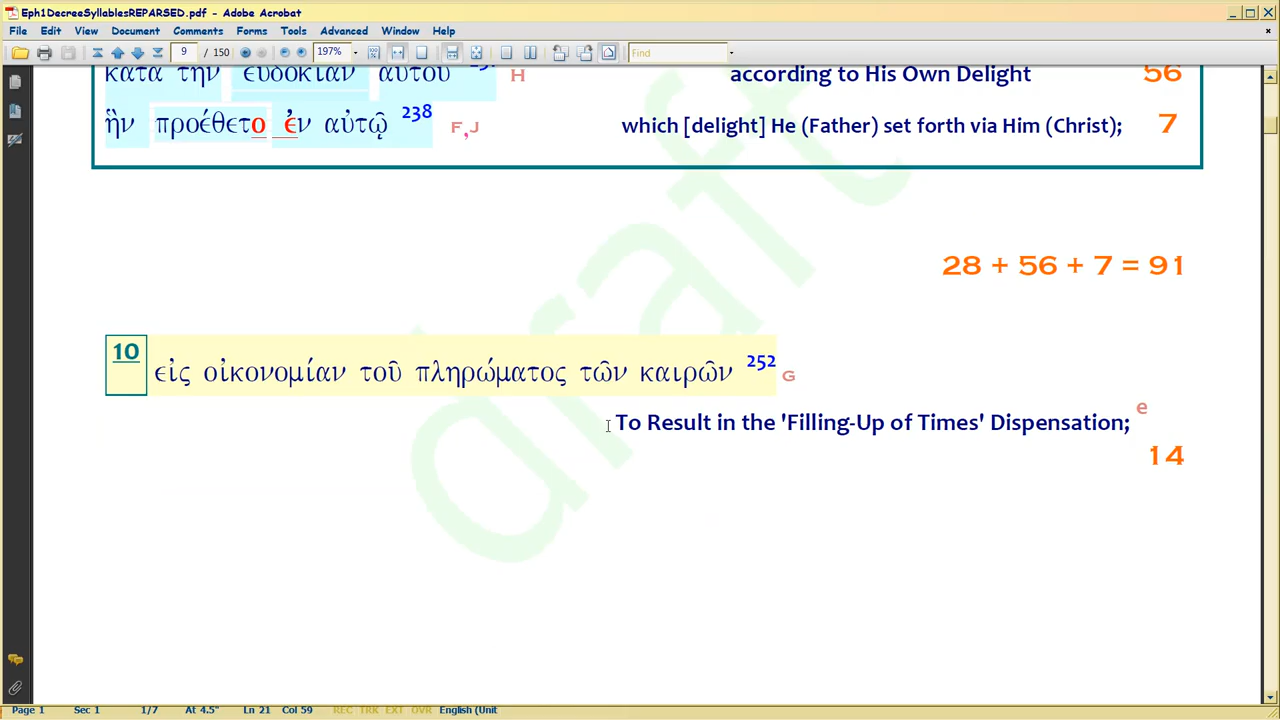 Eph1DecreeSyllablesREPARSED.pdf - Adobe Acrobat
File Edit View Document Comments Forms Tools Advanced Window Help
9 / 150 197% Find
κατὰ τὴν εὐδοκίαν αὐτοῦ H according to His Own Delight 56
ἣν προέθετο ἐν αὐτῷ 238 F,J which [delight] He (Father) set forth via Him (Christ); 7
28 + 56 + 7 = 91
10 εἰς οἰκονομίαν τοῦ πληρώματος τῶν καιρῶν 252 G
To Result in the 'Filling-Up of Times' Dispensation; e
14
draft
Page 1 Sec 1 1/7 At 4.5" Ln 21 Col 59 REC TRK EXT OVR English (Unit